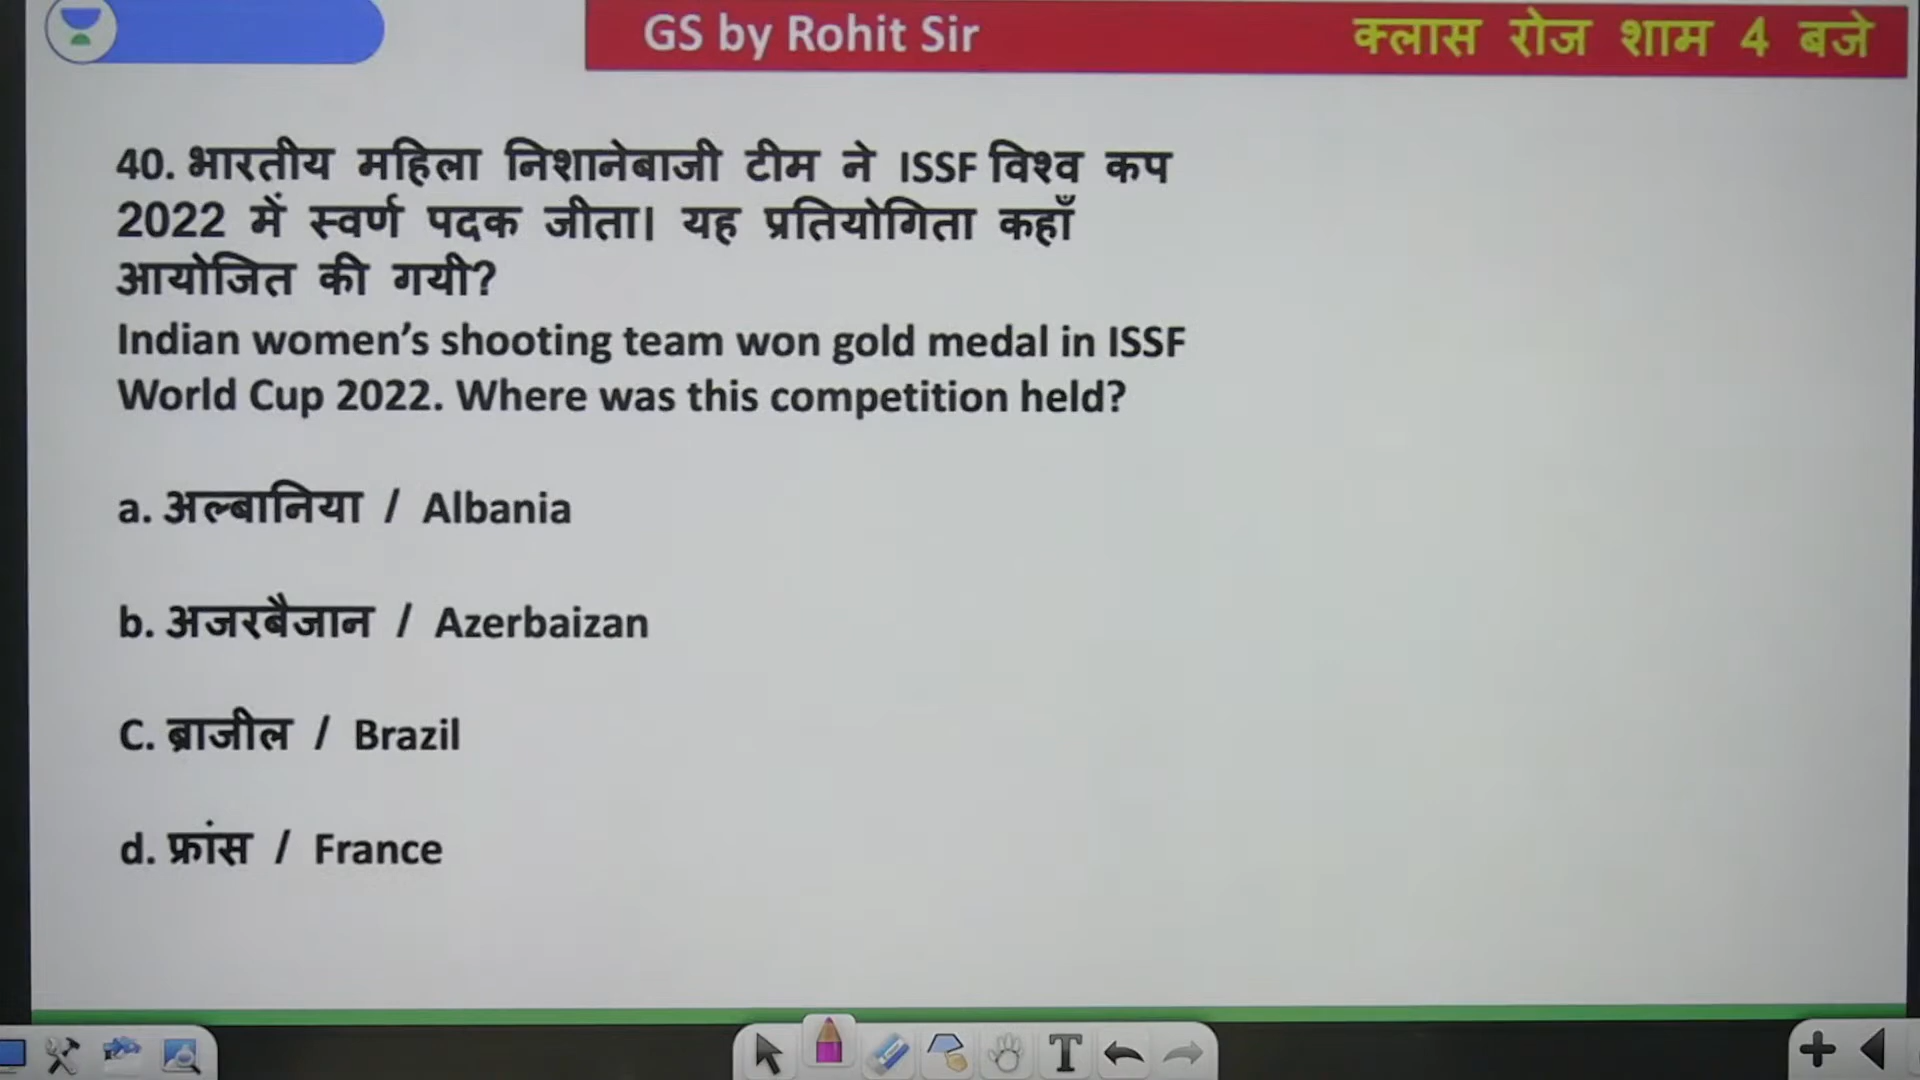 GS by Rohit Sir
क्लास रोज शाम 4 बजे
40. भारतीय महिला निशानेबाजी टीम ने ISSF विश्व कप
2022 में स्वर्ण पदक जीता। यह प्रतियोगिता कहाँ
आयोजित की गयी?
Indian women’s shooting team won gold medal in ISSF
World Cup 2022. Where was this competition held?
a. अल्बानिया / Albania
b. अजरबैजान / Azerbaizan
C. ब्राजील / Brazil
d. फ्रांस / France
T